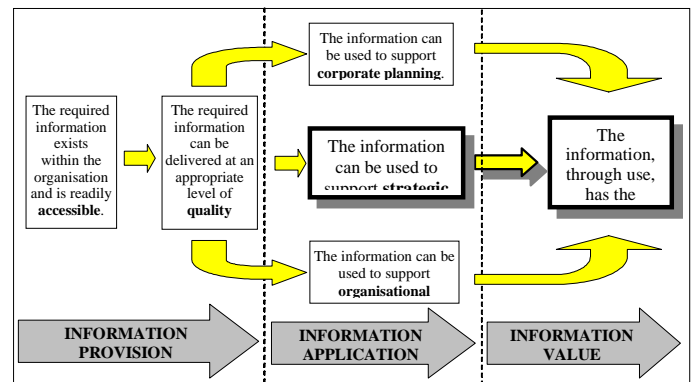 The required
information
exists
within the
organisation
and is readily
accessible.
The required
information
can be
delivered at an
appropriate
level of
quality
The information can
be used to support
corporate planning.
The information
can be used to
support strategic
The information can be
used to support
organisational
The
information,
through use,
has the
INFORMATION
PROVISION
INFORMATION
APPLICATION
INFORMATION
VALUE